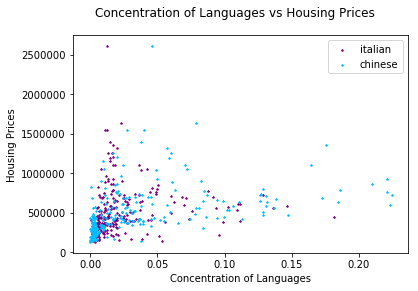 Concentration of Languages vs Housing Prices
italian
chinese
2500000
2000000
1500000
1000000
500000
0
Housing Prices
0.00 0.05 0.10 0.15 0.20
Concentration of Languages